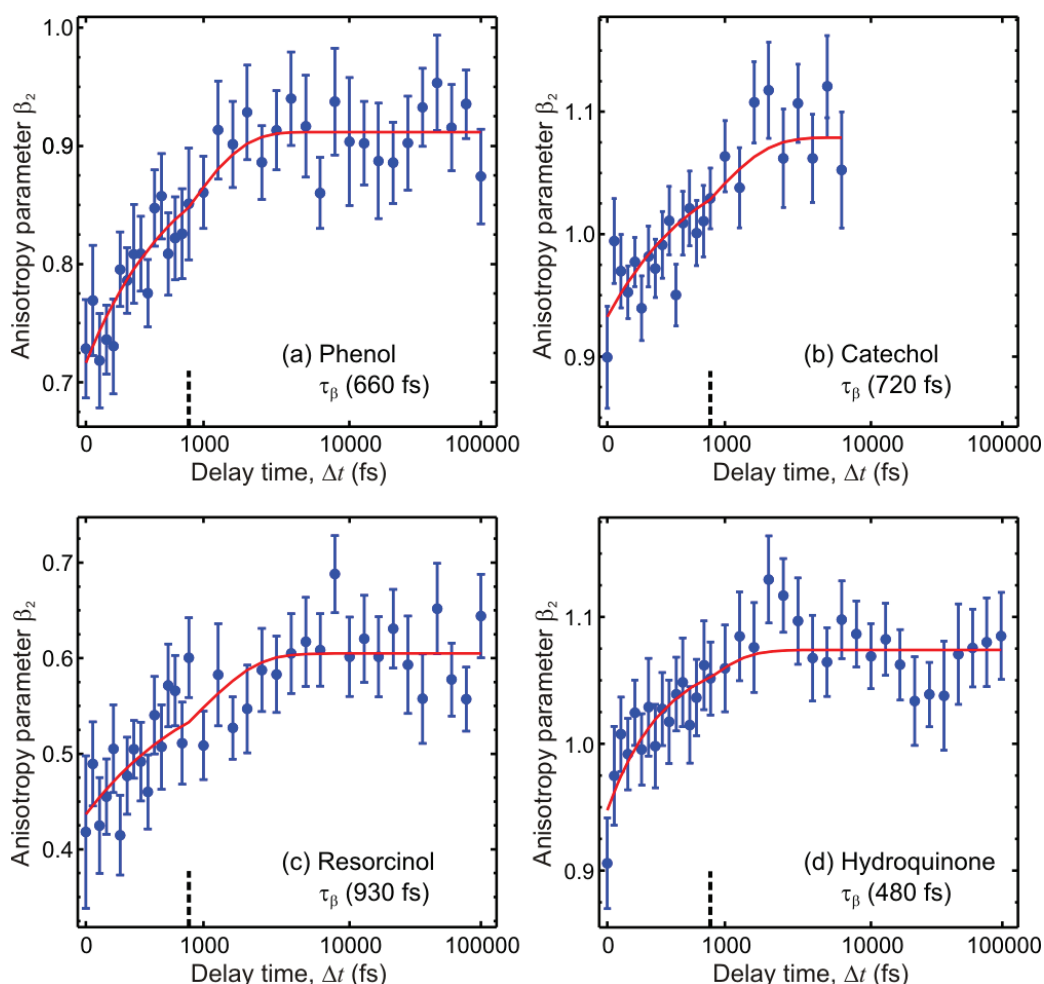 1.0
0.9
0.8
0.7
Anisotropy parameter β₂
(a) Phenol
τβ (660 fs)
0
1000
10000
100000
Delay time, Δt (fs)
1.1
1.0
0.9
Anisotropy parameter β₂
(b) Catechol
τβ (720 fs)
0
1000
10000
100000
Delay time, Δt (fs)
0.7
0.6
0.5
0.4
Anisotropy parameter β₂
(c) Resorcinol
τβ (930 fs)
0
1000
10000
100000
Delay time, Δt (fs)
1.1
1.0
0.9
Anisotropy parameter β₂
(d) Hydroquinone
τβ (480 fs)
0
1000
10000
100000
Delay time, Δt (fs)